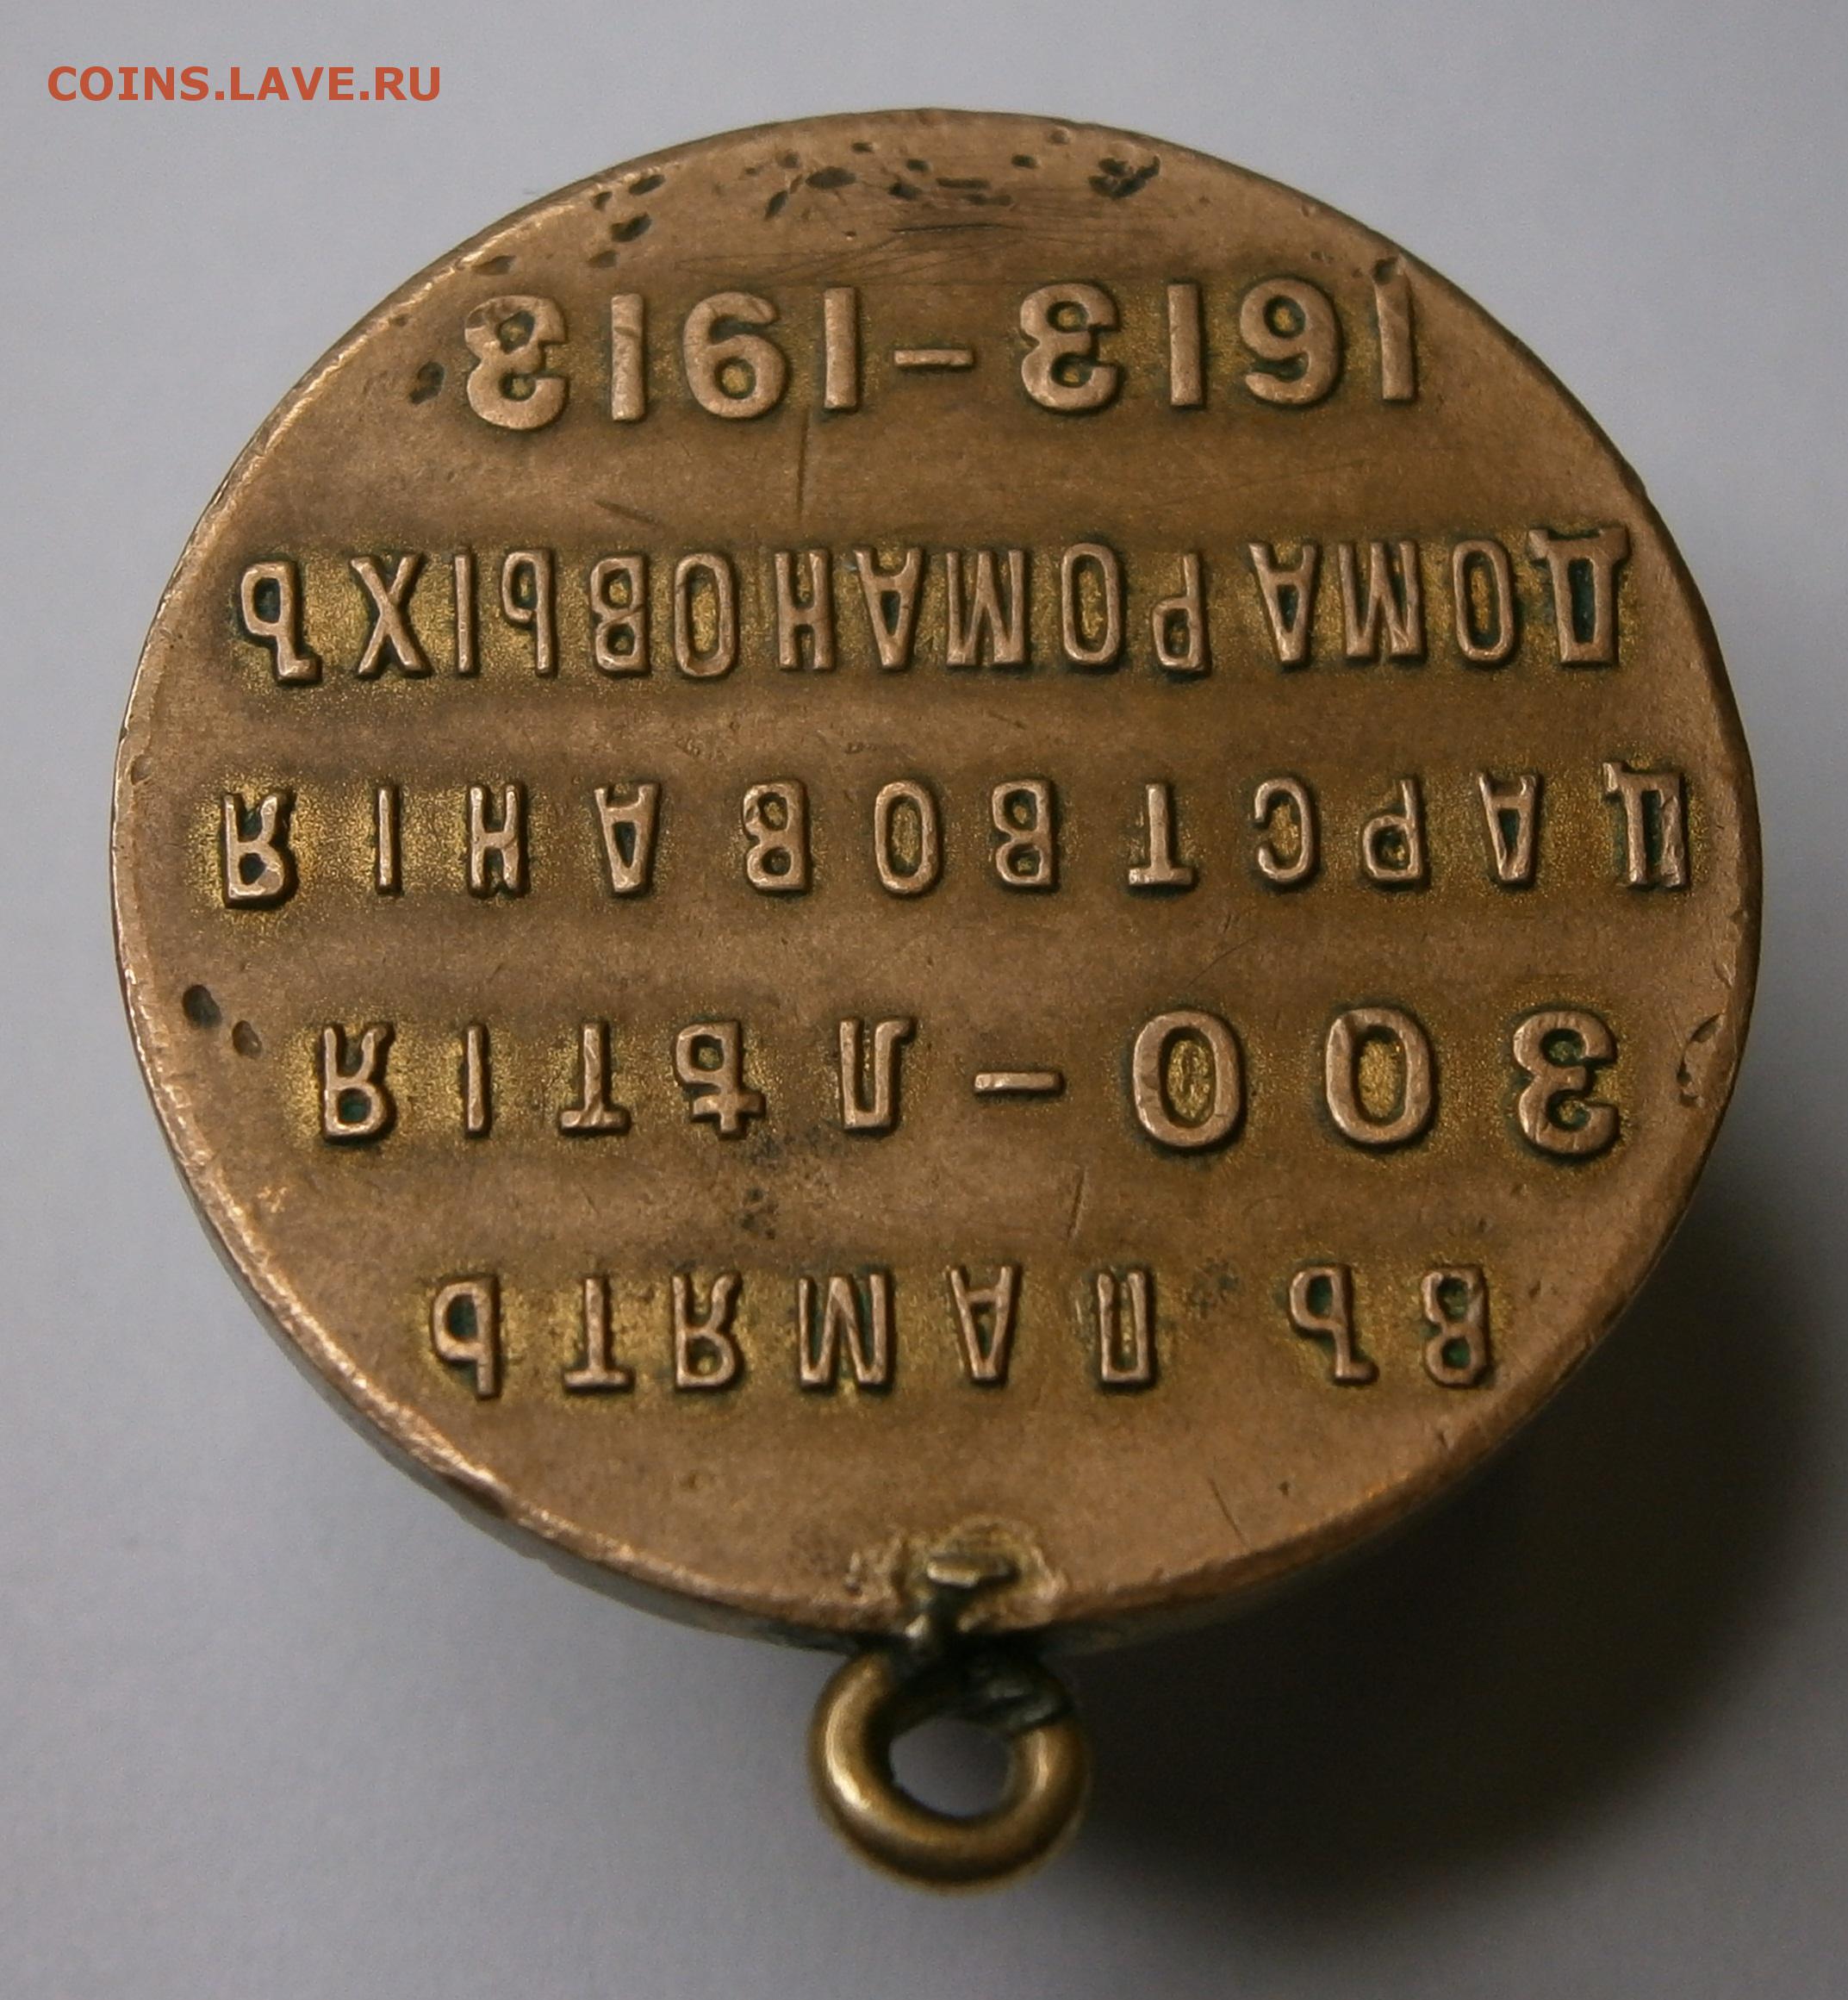 COINS.LAVE.RU
ВЪ ПАМЯТЬ
300-ЛѢТІЯ
ЦАРСТВОВАНІЯ
ДОМА РОМАНОВЫХЪ
1613-1913